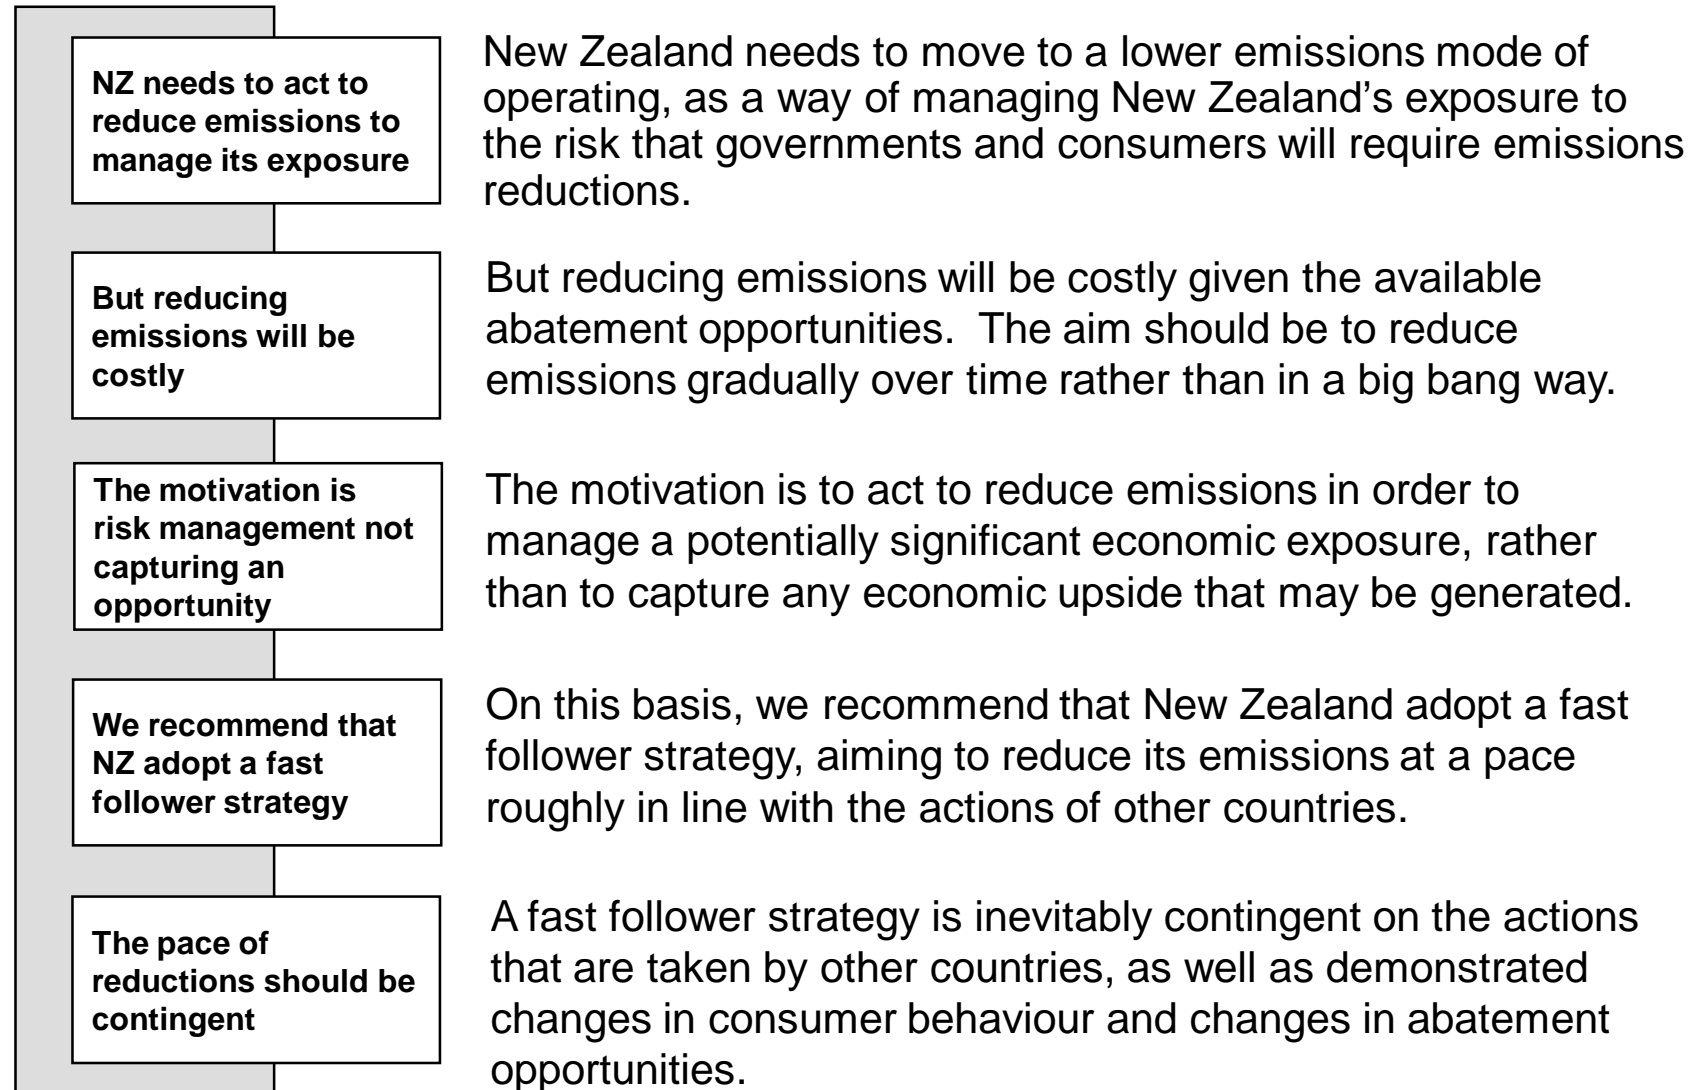 NZ needs to act to
reduce emissions to
manage its exposure
New Zealand needs to move to a lower emissions mode of
operating, as a way of managing New Zealand’s exposure to
the risk that governments and consumers will require emissions
reductions.
But reducing
emissions will be
costly
But reducing emissions will be costly given the available
abatement opportunities.  The aim should be to reduce
emissions gradually over time rather than in a big bang way.
The motivation is
risk management not
capturing an
opportunity
The motivation is to act to reduce emissions in order to
manage a potentially significant economic exposure, rather
than to capture any economic upside that may be generated.
We recommend that
NZ adopt a fast
follower strategy
On this basis, we recommend that New Zealand adopt a fast
follower strategy, aiming to reduce its emissions at a pace
roughly in line with the actions of other countries.
The pace of
reductions should be
contingent
A fast follower strategy is inevitably contingent on the actions
that are taken by other countries, as well as demonstrated
changes in consumer behaviour and changes in abatement
opportunities.